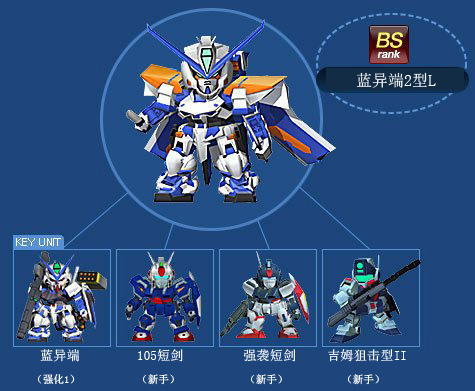 BS
rank
蓝异端2型L
KEY UNIT
蓝异端
105短剑
强袭短剑
吉姆狙击型II
（强化1）
（新手）
（新手）
（新手）